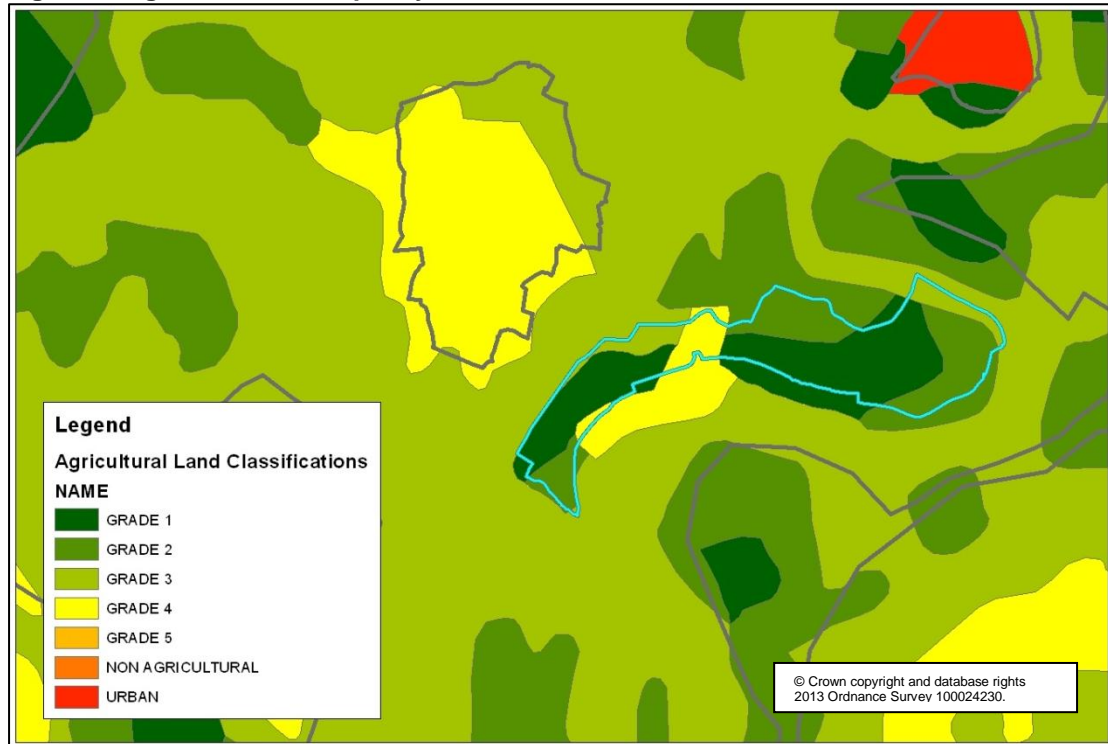 Legend
Agricultural Land Classifications
NAME
GRADE 1
GRADE 2
GRADE 3
GRADE 4
GRADE 5
NON AGRICULTURAL
URBAN
© Crown copyright and database rights
2013 Ordnance Survey 100024230.